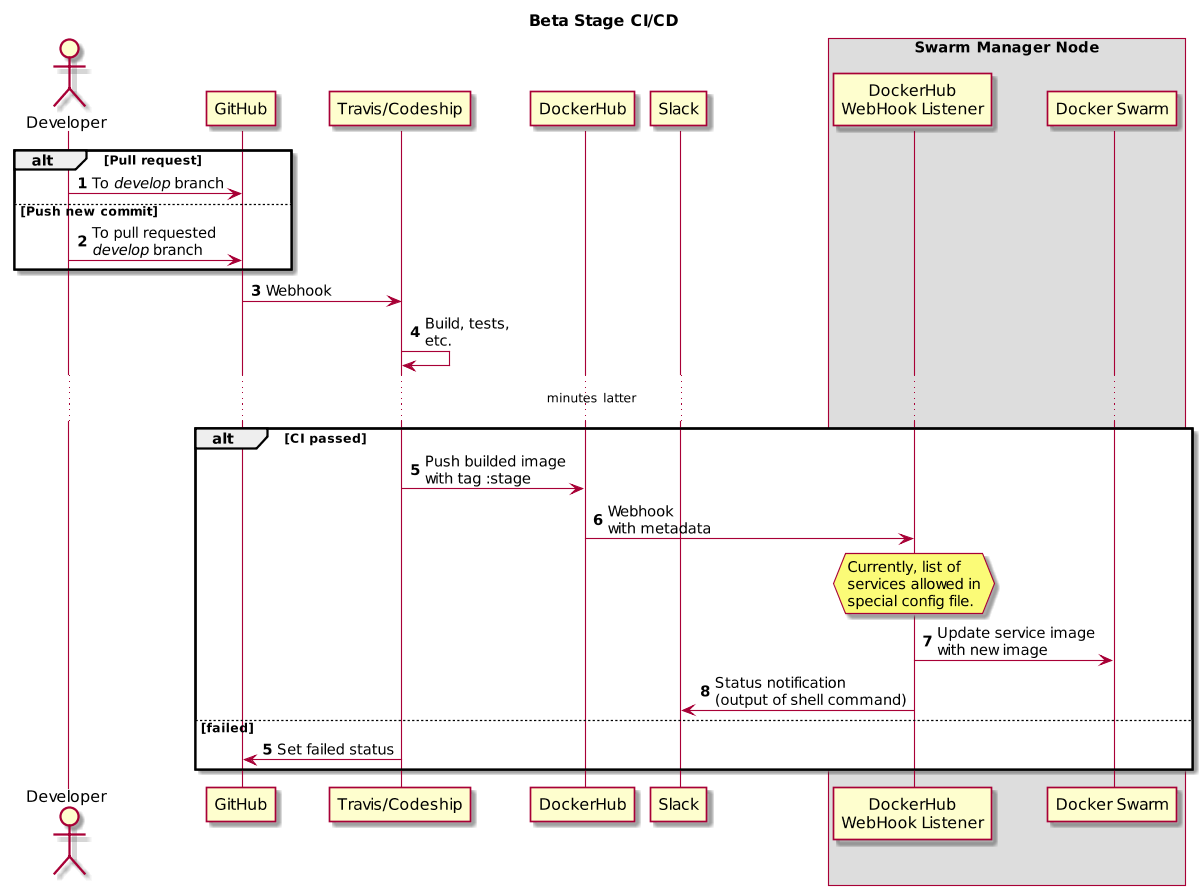 Beta Stage CI/CD
Swarm Manager Node
Developer
GitHub
Travis/Codeship
DockerHub
Slack
DockerHub
WebHook Listener
Docker Swarm
alt [Pull request]
1 To develop branch
[Push new commit]
2 To pull requested
develop branch
3 Webhook
4 Build, tests,
etc.
minutes latter
alt [CI passed]
5 Push builded image
with tag :stage
6 Webhook
with metadata
Currently, list of
services allowed in
special config file.
7 Update service image
with new image
8 Status notification
(output of shell command)
[failed]
5 Set failed status
Developer
GitHub
Travis/Codeship
DockerHub
Slack
DockerHub
WebHook Listener
Docker Swarm